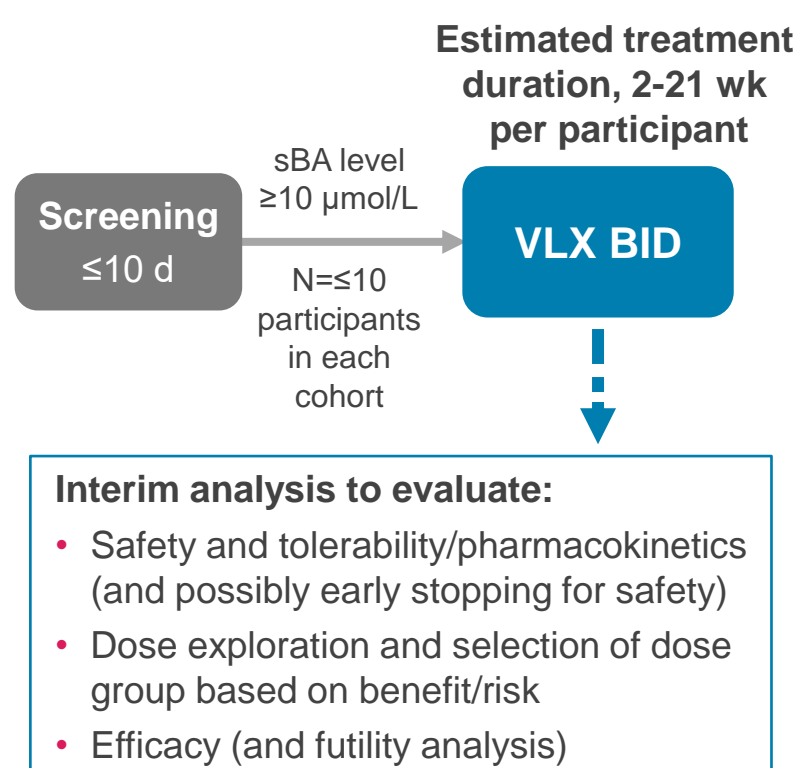 Estimated treatment
duration, 2-21 wk
per participant
sBA level
≥10 μmol/L
Screening
≤10 d
VLX BID
N=≤10
participants
in each
cohort
Interim analysis to evaluate:
• Safety and tolerability/pharmacokinetics
(and possibly early stopping for safety)
• Dose exploration and selection of dose
group based on benefit/risk
• Efficacy (and futility analysis)